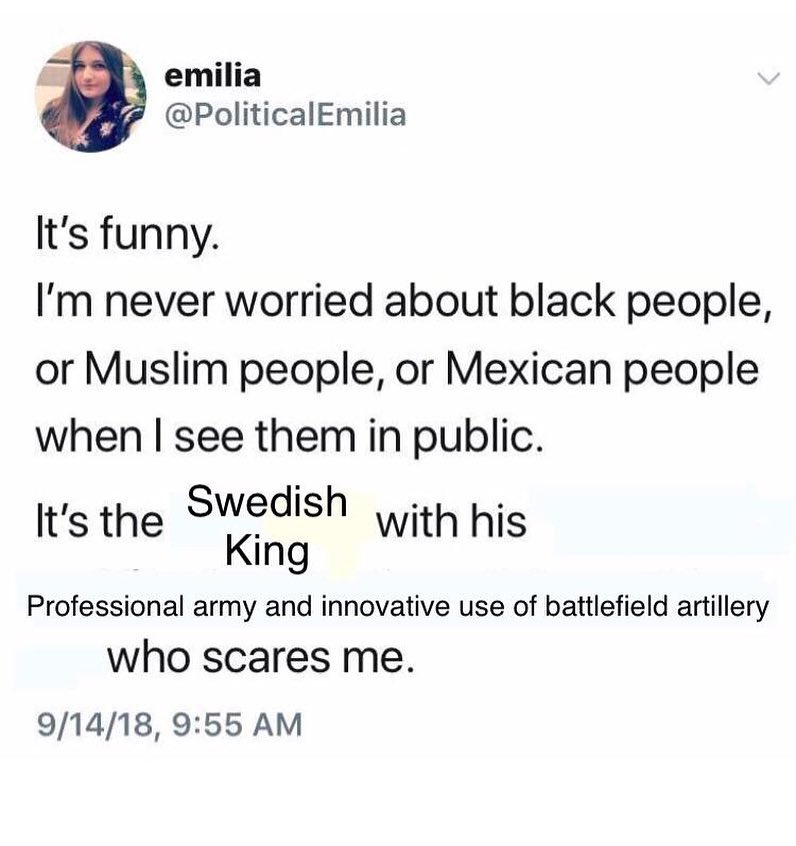 emilia
@PoliticalEmilia
It's funny.
I'm never worried about black people,
or Muslim people, or Mexican people
when I see them in public.
It's the Swedish King with his
Professional army and innovative use of battlefield artillery
who scares me.
9/14/18, 9:55 AM